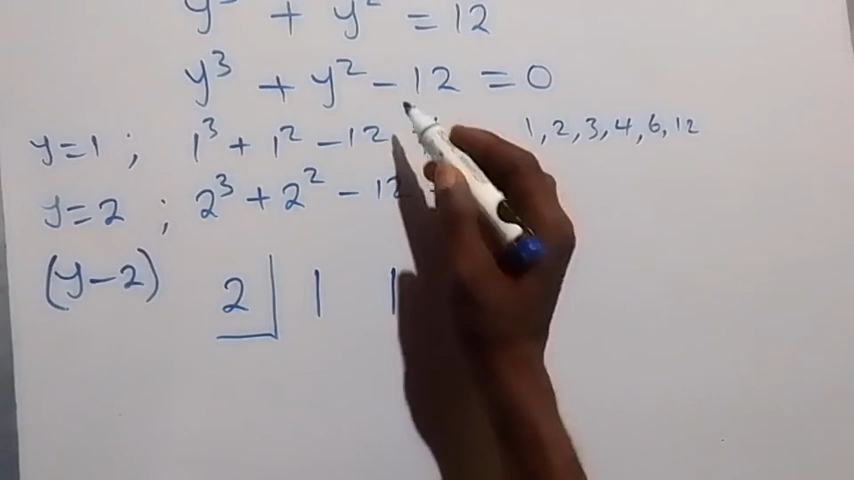 y³ + y² = 12
y³ + y² - 12 = 0
y=1 ; 1³ + 1² - 12 1, 2, 3, 4, 6, 12
y=2 ; 2³ + 2² - 12
(y-2) 2 1 1